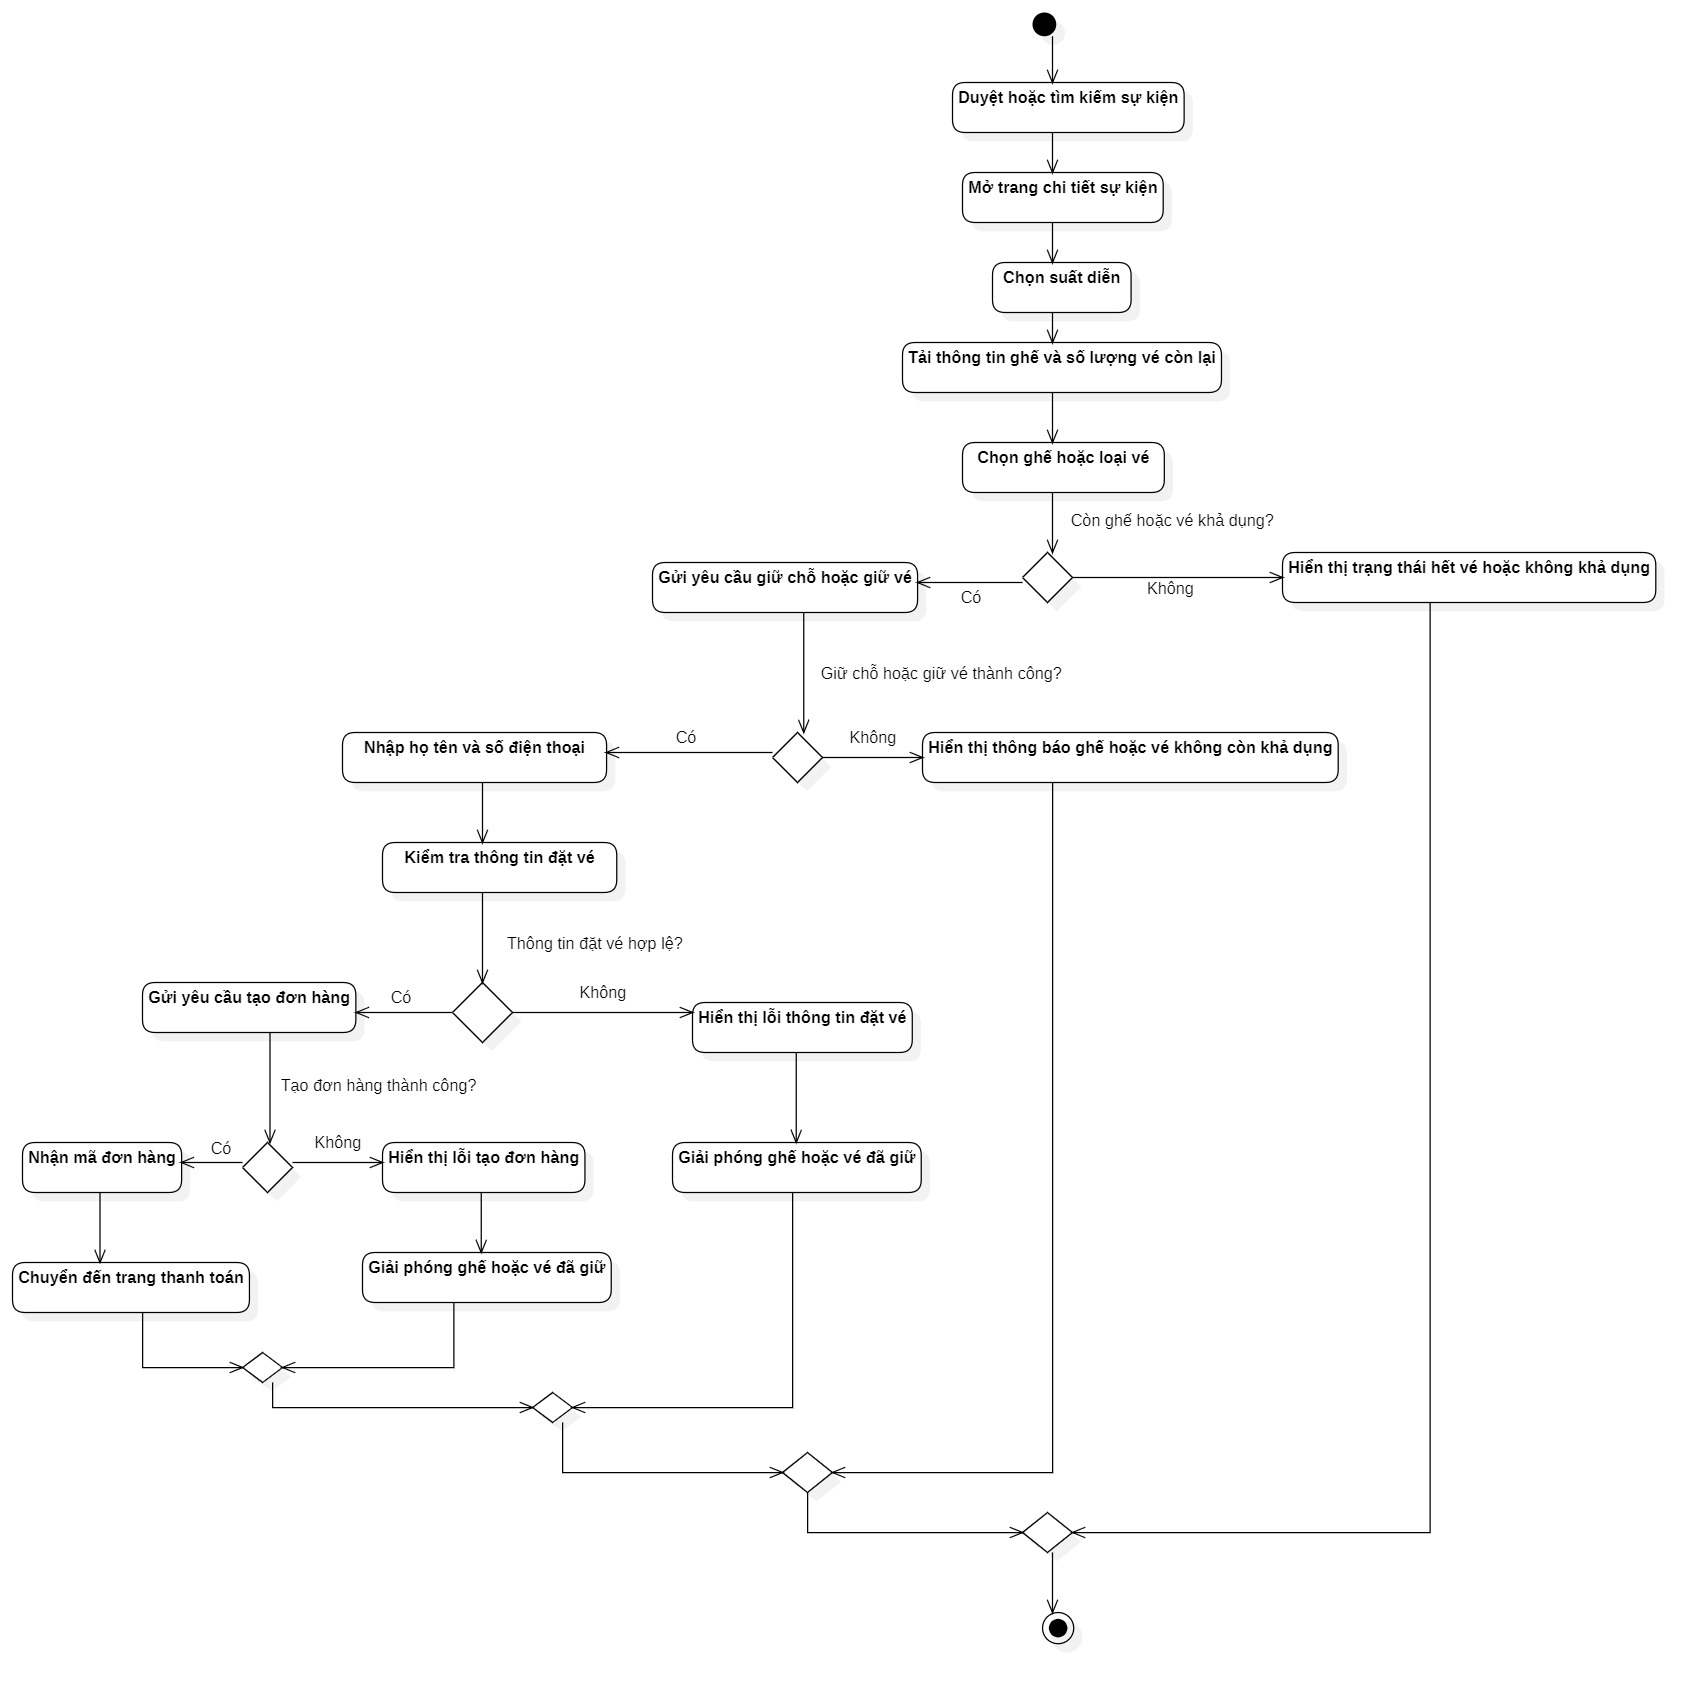 Duyệt hoặc tìm kiếm sự kiện
Mở trang chi tiết sự kiện
Chọn suất diễn
Tải thông tin ghế và số lượng vé còn lại
Chọn ghế hoặc loại vé
Còn ghế hoặc vé khả dụng?
Gửi yêu cầu giữ chỗ hoặc giữ vé
Có
Không
Hiển thị trạng thái hết vé hoặc không khả dụng
Giữ chỗ hoặc giữ vé thành công?
Nhập họ tên và số điện thoại
Có
Không
Hiển thị thông báo ghế hoặc vé không còn khả dụng
Kiểm tra thông tin đặt vé
Thông tin đặt vé hợp lệ?
Gửi yêu cầu tạo đơn hàng
Có
Không
Hiển thị lỗi thông tin đặt vé
Tạo đơn hàng thành công?
Nhận mã đơn hàng
Có
Không
Hiển thị lỗi tạo đơn hàng
Giải phóng ghế hoặc vé đã giữ
Chuyển đến trang thanh toán
Giải phóng ghế hoặc vé đã giữ